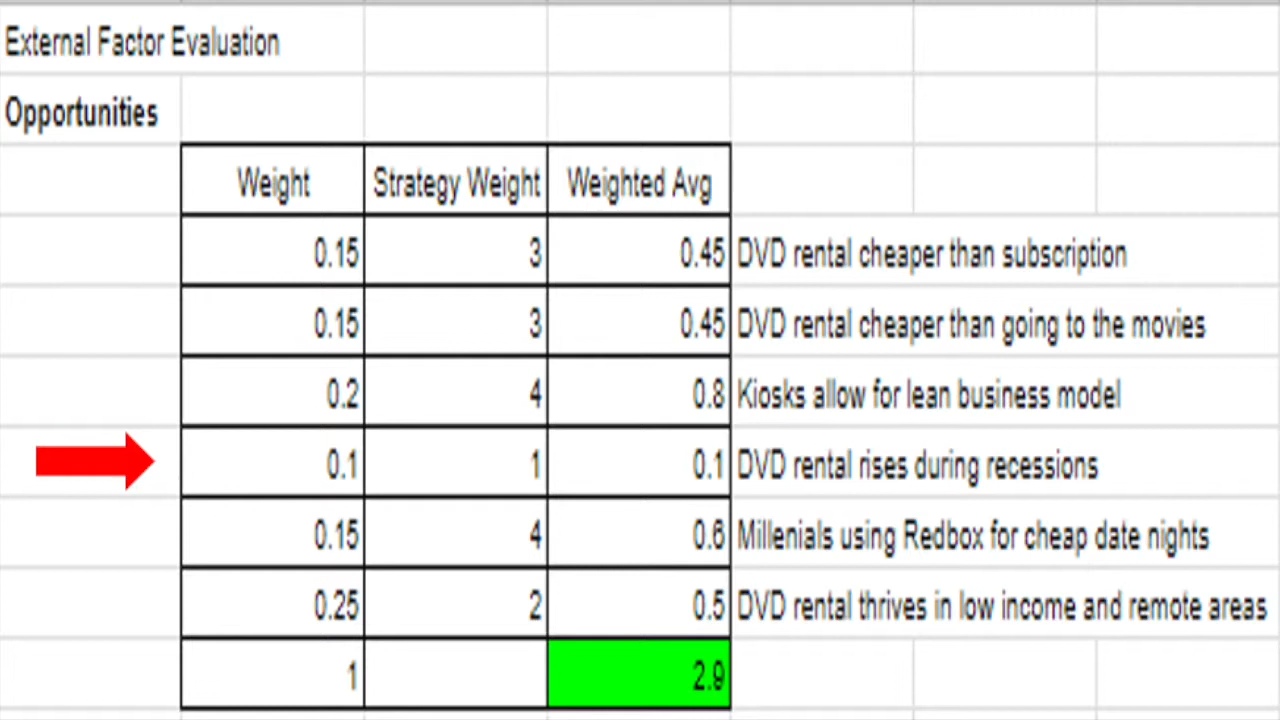 External Factor Evaluation
Opportunities
Weight Strategy Weight Weighted Avg
0.15 3 0.45 DVD rental cheaper than subscription
0.15 3 0.45 DVD rental cheaper than going to the movies
0.2 4 0.8 Kiosks allow for lean business model
0.1 1 0.1 DVD rental rises during recessions
0.15 4 0.6 Millenials using Redbox for cheap date nights
0.25 2 0.5 DVD rental thrives in low income and remote areas
1 2.9